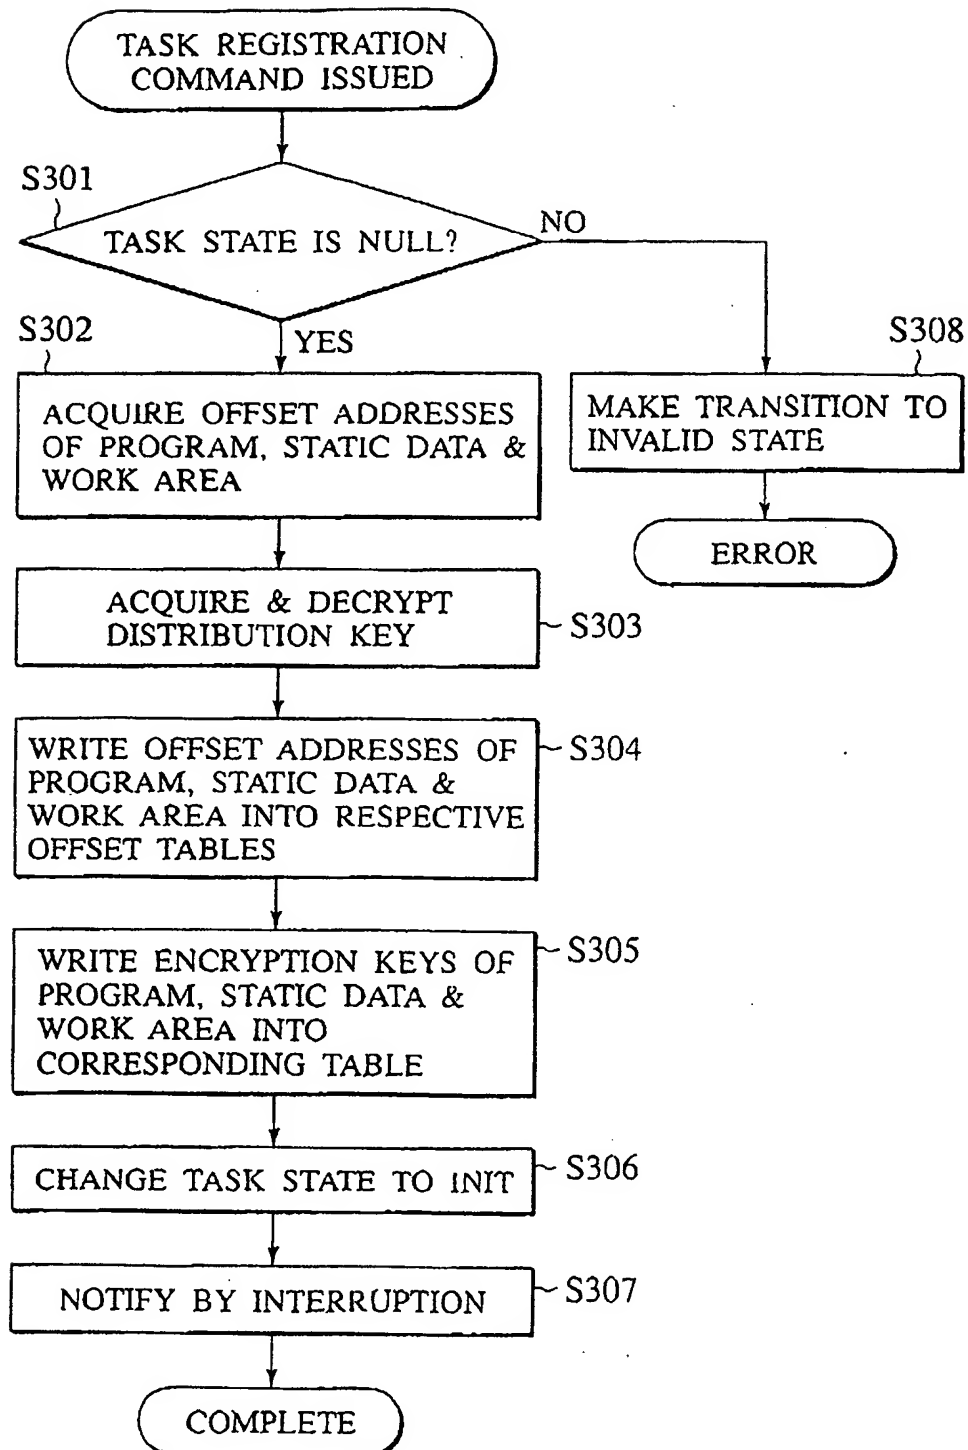 TASK REGISTRATION
COMMAND ISSUED
S301
TASK STATE IS NULL?
NO
YES
S302
ACQUIRE OFFSET ADDRESSES
OF PROGRAM, STATIC DATA &
WORK AREA
S308
MAKE TRANSITION TO
INVALID STATE
ERROR
ACQUIRE & DECRYPT
DISTRIBUTION KEY
S303
WRITE OFFSET ADDRESSES OF
PROGRAM, STATIC DATA &
WORK AREA INTO RESPECTIVE
OFFSET TABLES
S304
WRITE ENCRYPTION KEYS OF
PROGRAM, STATIC DATA &
WORK AREA INTO
CORRESPONDING TABLE
S305
CHANGE TASK STATE TO INIT
S306
NOTIFY BY INTERRUPTION
S307
COMPLETE